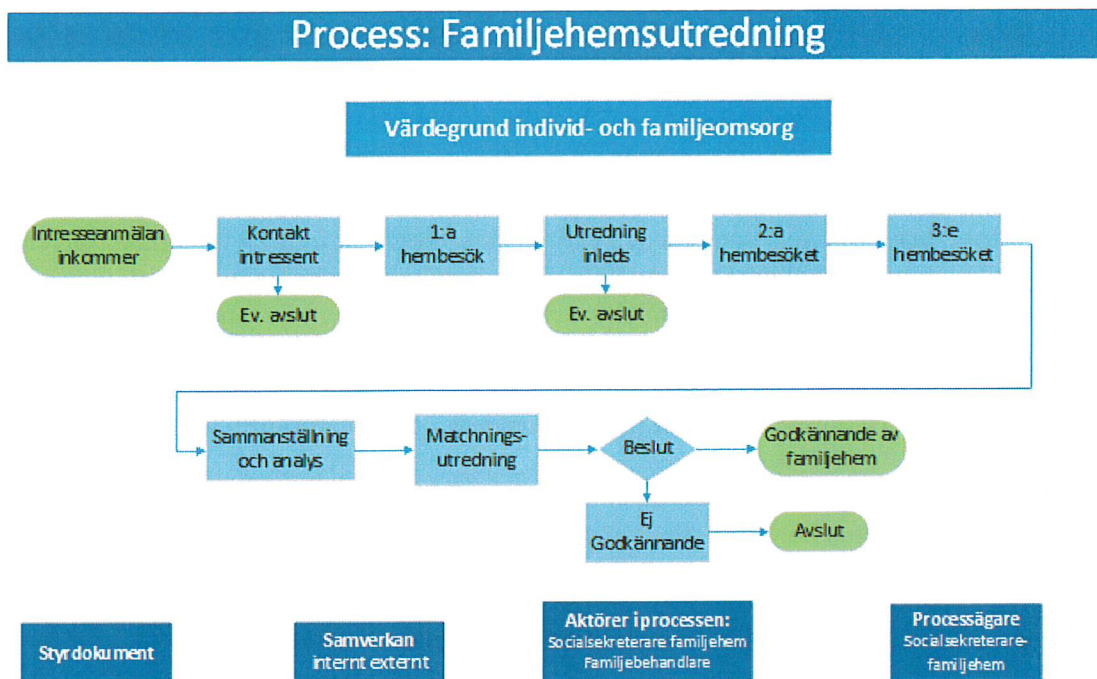 Process: Familjehemsutredning
Värdegrund individ- och familjeomsorg
Intresseanmälan
inkommer
Kontakt
intressent
1:a
hembesök
Utredning
inleds
2:a
hembesöket
3:e
hembesöket
Ev. avslut
Ev. avslut
Sammanställning
och analys
Matchnings-
utredning
Beslut
Godkännande av
familjehem
Ej
Godkännande
Avslut
Styrdokument
Samverkan
internt externt
Aktörer i processen:
Socialsekreterare familjehem
Familjebehandlare
Processägare
Socialsekreterare-
familjehem